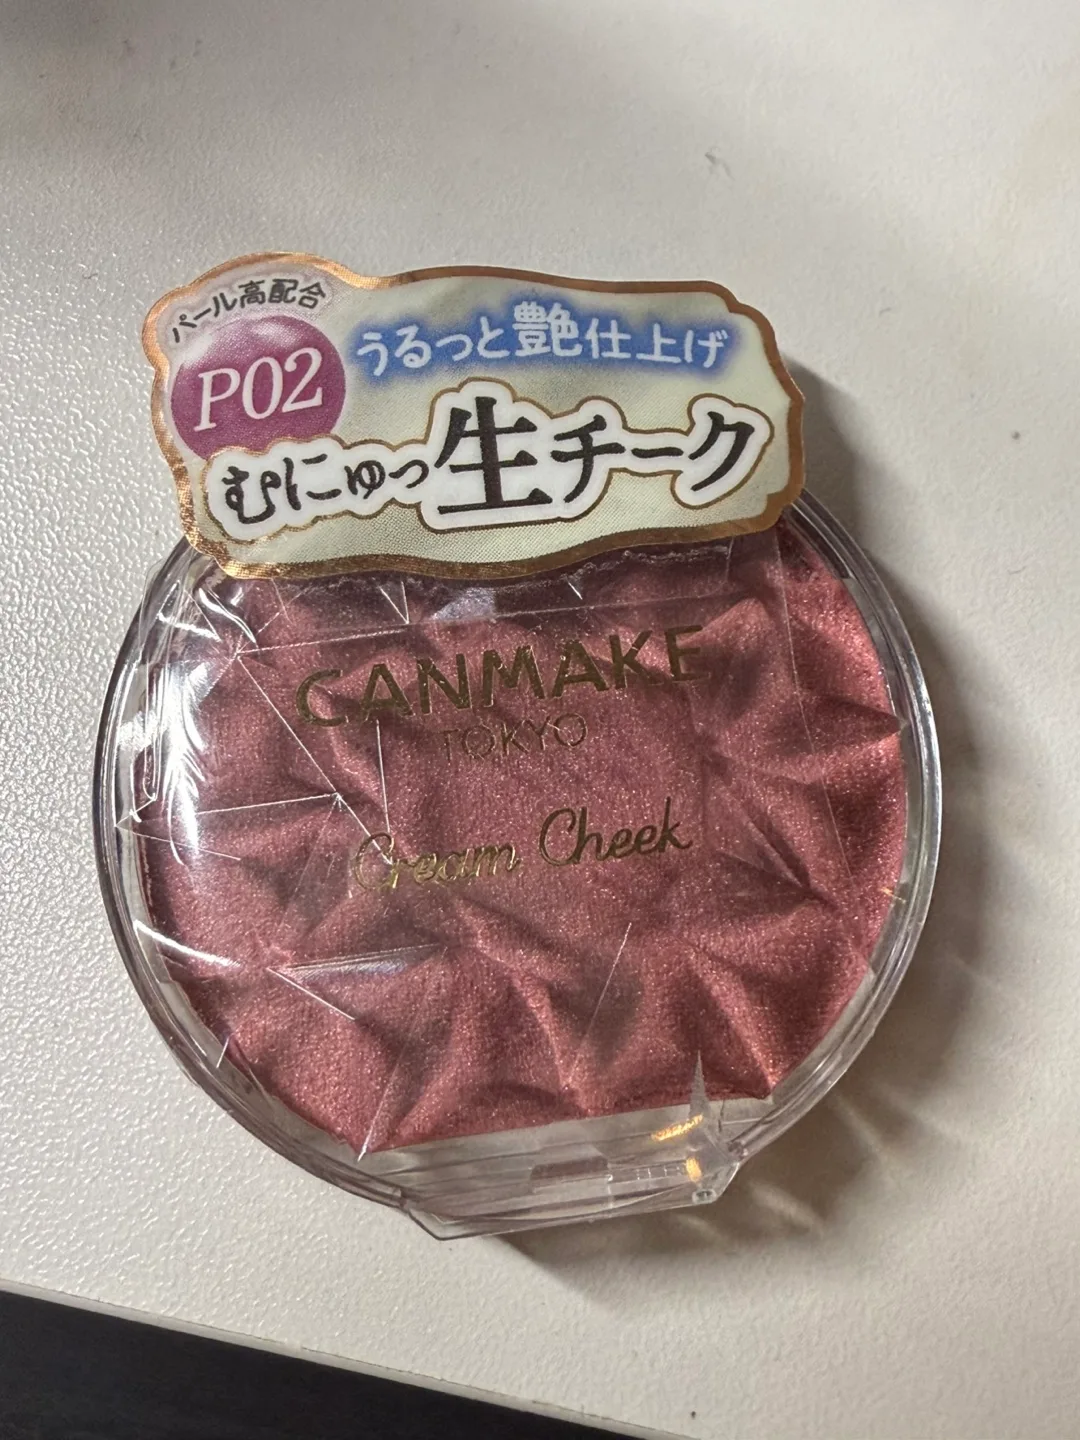 パール高配合
P02
うるっと艶仕上げ
むにゅっ生チーク
CANMAKE
TOKYO
Cream Cheek